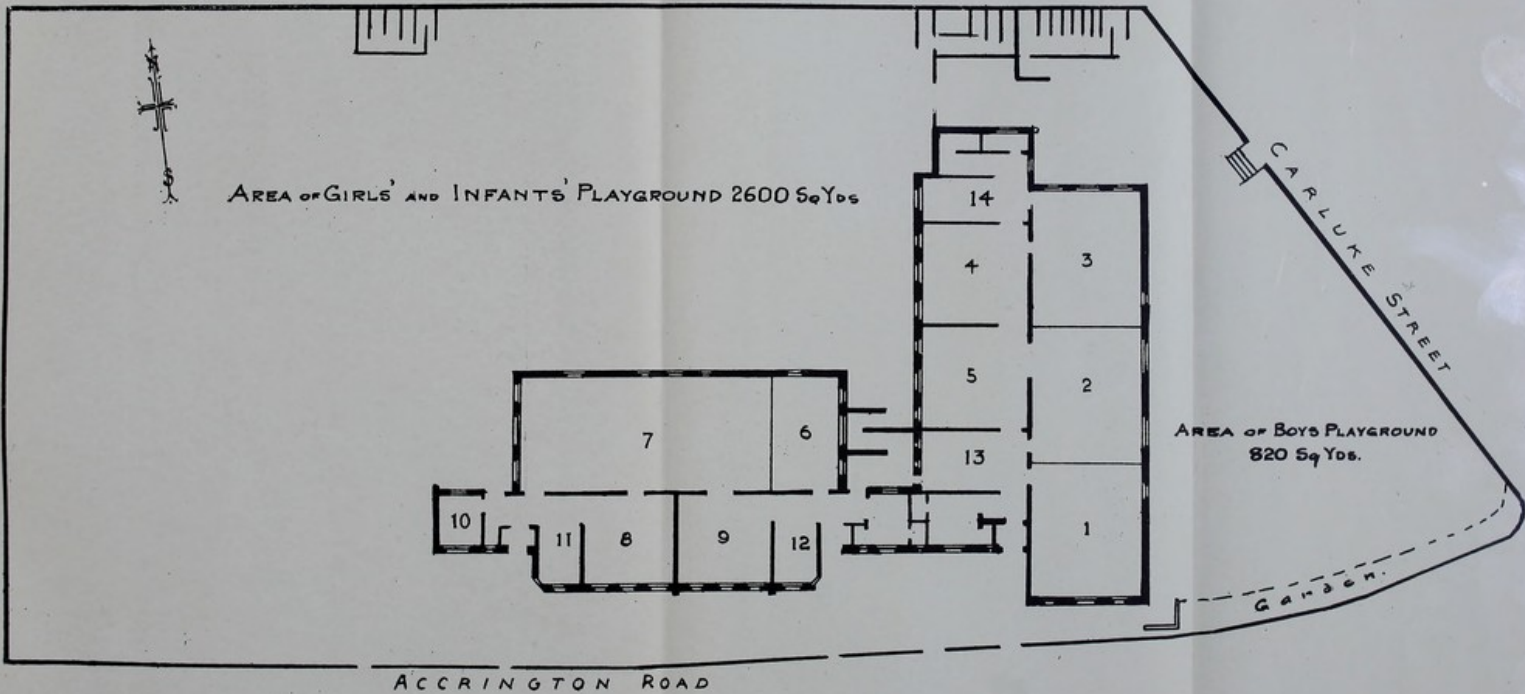 N
S
AREA OF GIRLS' AND INFANTS' PLAYGROUND 2600 SQ YDS
CARLUKE STREET
14
4
3
5
2
7
6
13
AREA OF BOYS PLAYGROUND
820 SQ YDS.
10
11
8
9
12
1
Garden.
ACCRINGTON ROAD